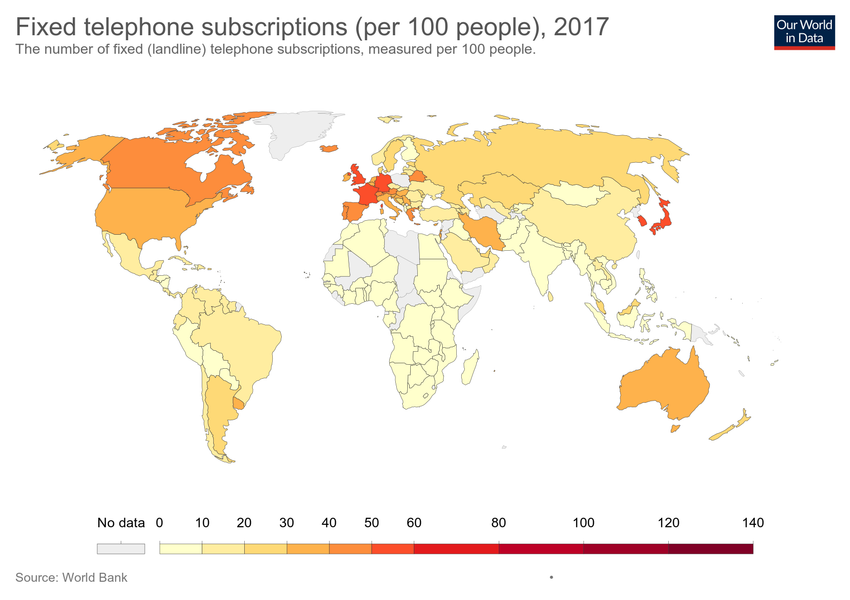 Fixed telephone subscriptions (per 100 people), 2017
The number of fixed (landline) telephone subscriptions, measured per 100 people.
Our World
in Data
No data 0 10 20 30 40 50 60 80 100 120 140
Source: World Bank